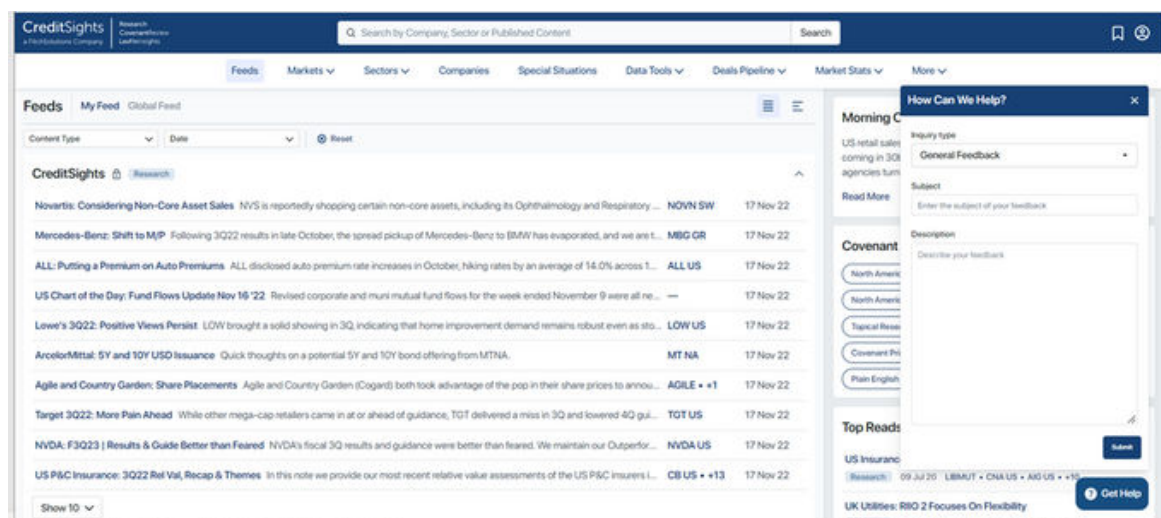 CreditSights
a FitchSolutions Company
Research
CovenantReview
LevFinInsights
Search by Company, Sector or Published Content
Search
Feeds
Markets
Sectors
Companies
Special Situations
Data Tools
Deals Pipeline
Market Stats
More
Feeds My Feed Global Feed
Content Type
Date
Reset
CreditSights Research
Novartis: Considering Non-Core Asset Sales NVS is reportedly shopping certain non-core assets, including its Ophthalmology and Respiratory ... NOVN SW 17 Nov 22
Mercedes-Benz: Shift to M/P Following 3Q22 results in late October, the spread pickup of Mercedes-Benz to BMW has evaporated, and we are t... MBG GR 17 Nov 22
ALL: Putting a Premium on Auto Premiums ALL disclosed auto premium rate increases in October, hiking rates by an average of 14.0% across 1... ALL US 17 Nov 22
US Chart of the Day: Fund Flows Update Nov 16 '22 Revised corporate and muni mutual fund flows for the week ended November 9 were all ne... — 17 Nov 22
Lowe's 3Q22: Positive Views Persist LOW brought a solid showing in 3Q, indicating that home improvement demand remains robust even as sto... LOW US 17 Nov 22
ArcelorMittal: 5Y and 10Y USD Issuance Quick thoughts on a potential 5Y and 10Y bond offering from MTNA. MT NA 17 Nov 22
Agile and Country Garden: Share Placements Agile and Country Garden (Cogard) both took advantage of the pop in their share prices to annou... AGILE • +1 17 Nov 22
Target 3Q22: More Pain Ahead While other mega-cap retailers came in at or ahead of guidance, TGT delivered a miss in 3Q and lowered 4Q gui... TGT US 17 Nov 22
NVDA: F3Q23 | Results & Guide Better than Feared NVDA's fiscal 3Q results and guidance were better than feared. We maintain our Outperfor... NVDA US 17 Nov 22
US P&C Insurance: 3Q22 Rel Val, Recap & Themes In this note we provide our most recent relative value assessments of the US P&C insurers i... CB US • +13 17 Nov 22
Show 10
Morning C
US retail sales
coming in 30
agencies turn
Read More
Covenant
North Americ
North Americ
Topical Rese
Covenant Pri
Plain English
Top Reads
US Insuranc
Research 09 Jul 20 LIBMUT • CNA US • AIG US • +10
UK Utilities: RIIO 2 Focuses On Flexibility
How Can We Help?
Inquiry type
General Feedback
Subject
Enter the subject of your feedback
Description
Describe your feedback
Submit
Get Help